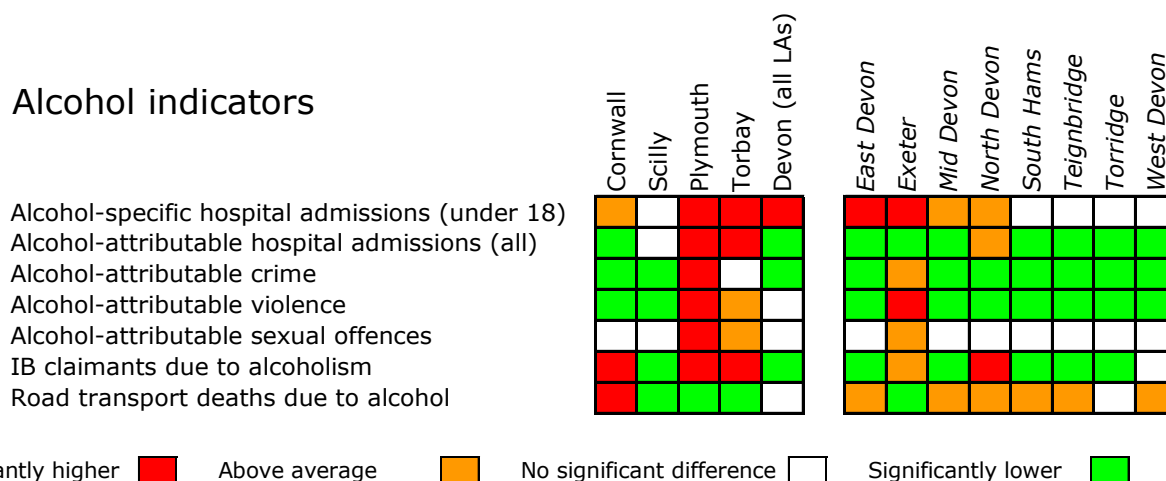 Alcohol indicators
Cornwall
Scilly
Plymouth
Torbay
Devon (all LAs)
East Devon
Exeter
Mid Devon
North Devon
South Hams
Teignbridge
Torridge
West Devon
Alcohol-specific hospital admissions (under 18)
Alcohol-attributable hospital admissions (all)
Alcohol-attributable crime
Alcohol-attributable violence
Alcohol-attributable sexual offences
IB claimants due to alcoholism
Road transport deaths due to alcohol
antly higher Above average No significant difference Significantly lower